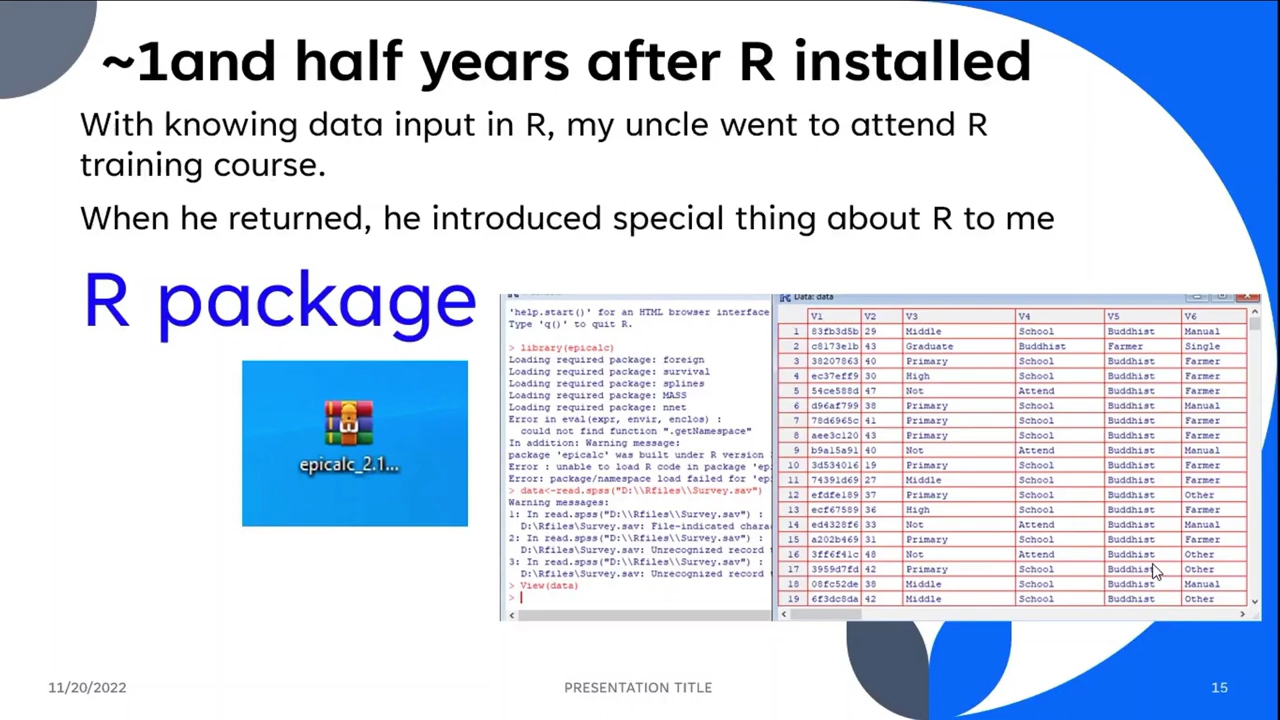 ~1and half years after R installed
With knowing data input in R, my uncle went to attend R
training course.
When he returned, he introduced special thing about R to me
R package
epicalc_2.1...
'help.start()' for an HTML browser interface
Type 'q()' to quit R.
> library(epicalc)
Loading required package: foreign
Loading required package: survival
Loading required package: splines
Loading required package: MASS
Loading required package: nnet
Error in eval(expr, envir, enclos) :
could not find function ".getNamespace"
In addition: Warning message:
package 'epicalc' was built under R version
Error : unable to load R code in package 'epi
Error: package/namespace load failed for 'epi
> data<-read.spss("D:\\Rfiles\\Survey.sav")
Warning messages:
1: In read.spss("D:\\Rfiles\\Survey.sav") :
D:\Rfiles\Survey.sav: File-indicated chara
2: In read.spss("D:\\Rfiles\\Survey.sav") :
D:\Rfiles\Survey.sav: Unrecognized record
3: In read.spss("D:\\Rfiles\\Survey.sav") :
D:\Rfiles\Survey.sav: Unrecognized record
> View(data)
>
Data: data
V1 V2 V3 V4 V5 V6
1 83fb3d5b 29 Middle School Buddhist Manual
2 c8173e1b 43 Graduate Buddhist Farmer Single
3 38207863 40 Primary School Buddhist Farmer
4 ec37eff9 30 High School Buddhist Farmer
5 54ce588d 47 Not Attend Buddhist Farmer
6 d96af799 38 Primary School Buddhist Manual
7 78d6965c 41 Primary School Buddhist Farmer
8 aee3c120 43 Primary School Buddhist Farmer
9 b9a15a91 40 Not Attend Buddhist Manual
10 3d534016 19 Primary School Buddhist Farmer
11 74391d69 27 Middle School Buddhist Farmer
12 efdfe189 37 Primary School Buddhist Other
13 ecf67589 36 High School Buddhist Farmer
14 ed4328f6 33 Not Attend Buddhist Manual
15 a202b469 31 Primary School Buddhist Farmer
16 3ff6f41c 48 Not Attend Buddhist Other
17 3959d7fd 42 Primary School Buddhist Other
18 08fc52de 38 Middle School Buddhist Manual
19 6f3dc8da 42 Middle School Buddhist Other
11/20/2022
PRESENTATION TITLE
15